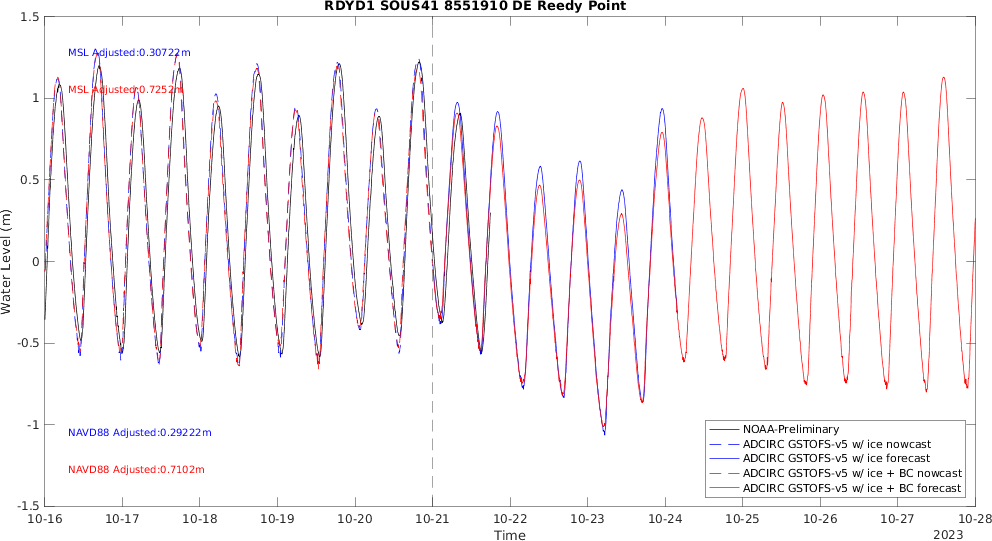 RDYD1 SOUS41 8551910 DE Reedy Point
1.5
1
0.5
0
-0.5
-1
-1.5
Water Level (m)
MSL Adjusted:0.30722m
MSL Adjusted:0.7252m
NAVD88 Adjusted:0.29222m
NAVD88 Adjusted:0.7102m
NOAA-Preliminary
ADCIRC GSTOFS-v5 w/ ice nowcast
ADCIRC GSTOFS-v5 w/ ice forecast
ADCIRC GSTOFS-v5 w/ ice + BC nowcast
ADCIRC GSTOFS-v5 w/ ice + BC forecast
10-16 10-17 10-18 10-19 10-20 10-21 10-22 10-23 10-24 10-25 10-26 10-27 10-28
Time
2023